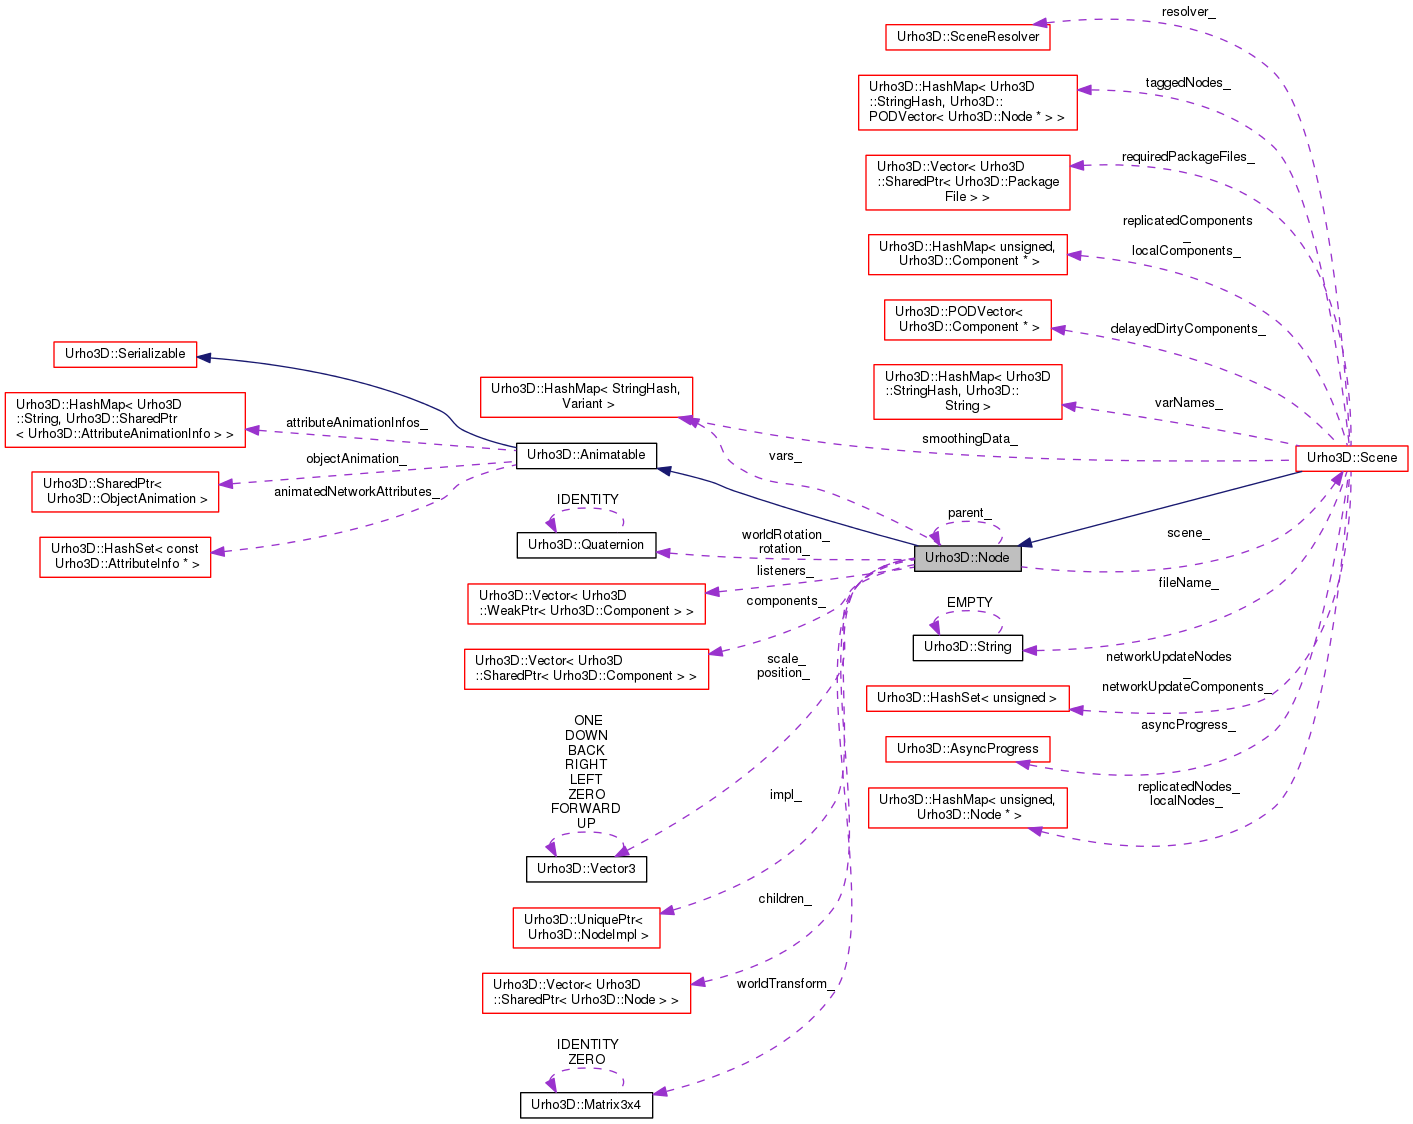 resolver_
Urho3D::SceneResolver
taggedNodes_
Urho3D::HashMap< Urho3D
::StringHash, Urho3D::
PODVector< Urho3D::Node * > >
requiredPackageFiles_
Urho3D::Vector< Urho3D
::SharedPtr< Urho3D::Package
File > >
replicatedComponents
_
localComponents_
Urho3D::HashMap< unsigned,
Urho3D::Component * >
Urho3D::PODVector<
Urho3D::Component * >
delayedDirtyComponents_
Urho3D::HashMap< Urho3D
::StringHash, Urho3D::
String >
varNames_
Urho3D::Scene
Urho3D::Serializable
Urho3D::HashMap< Urho3D
::String, Urho3D::SharedPtr
< Urho3D::AttributeAnimationInfo > >
attributeAnimationInfos_
Urho3D::SharedPtr<
Urho3D::ObjectAnimation >
objectAnimation_
animatedNetworkAttributes_
Urho3D::HashSet< const
Urho3D::AttributeInfo * >
Urho3D::HashMap< StringHash,
Variant >
smoothingData_
vars_
Urho3D::Animatable
IDENTITY
Urho3D::Quaternion
worldRotation_
rotation_
parent_
Urho3D::Node
scene_
listeners_
Urho3D::Vector< Urho3D
::WeakPtr< Urho3D::Component > >
components_
Urho3D::Vector< Urho3D
::SharedPtr< Urho3D::Component > >
fileName_
EMPTY
Urho3D::String
scale_
position_
networkUpdateNodes
_
networkUpdateComponents_
Urho3D::HashSet< unsigned >
asyncProgress_
Urho3D::AsyncProgress
replicatedNodes_
localNodes_
Urho3D::HashMap< unsigned,
Urho3D::Node * >
ONE
DOWN
BACK
RIGHT
LEFT
ZERO
FORWARD
UP
Urho3D::Vector3
impl_
Urho3D::UniquePtr<
Urho3D::NodeImpl >
children_
Urho3D::Vector< Urho3D
::SharedPtr< Urho3D::Node > >
worldTransform_
IDENTITY
ZERO
Urho3D::Matrix3x4